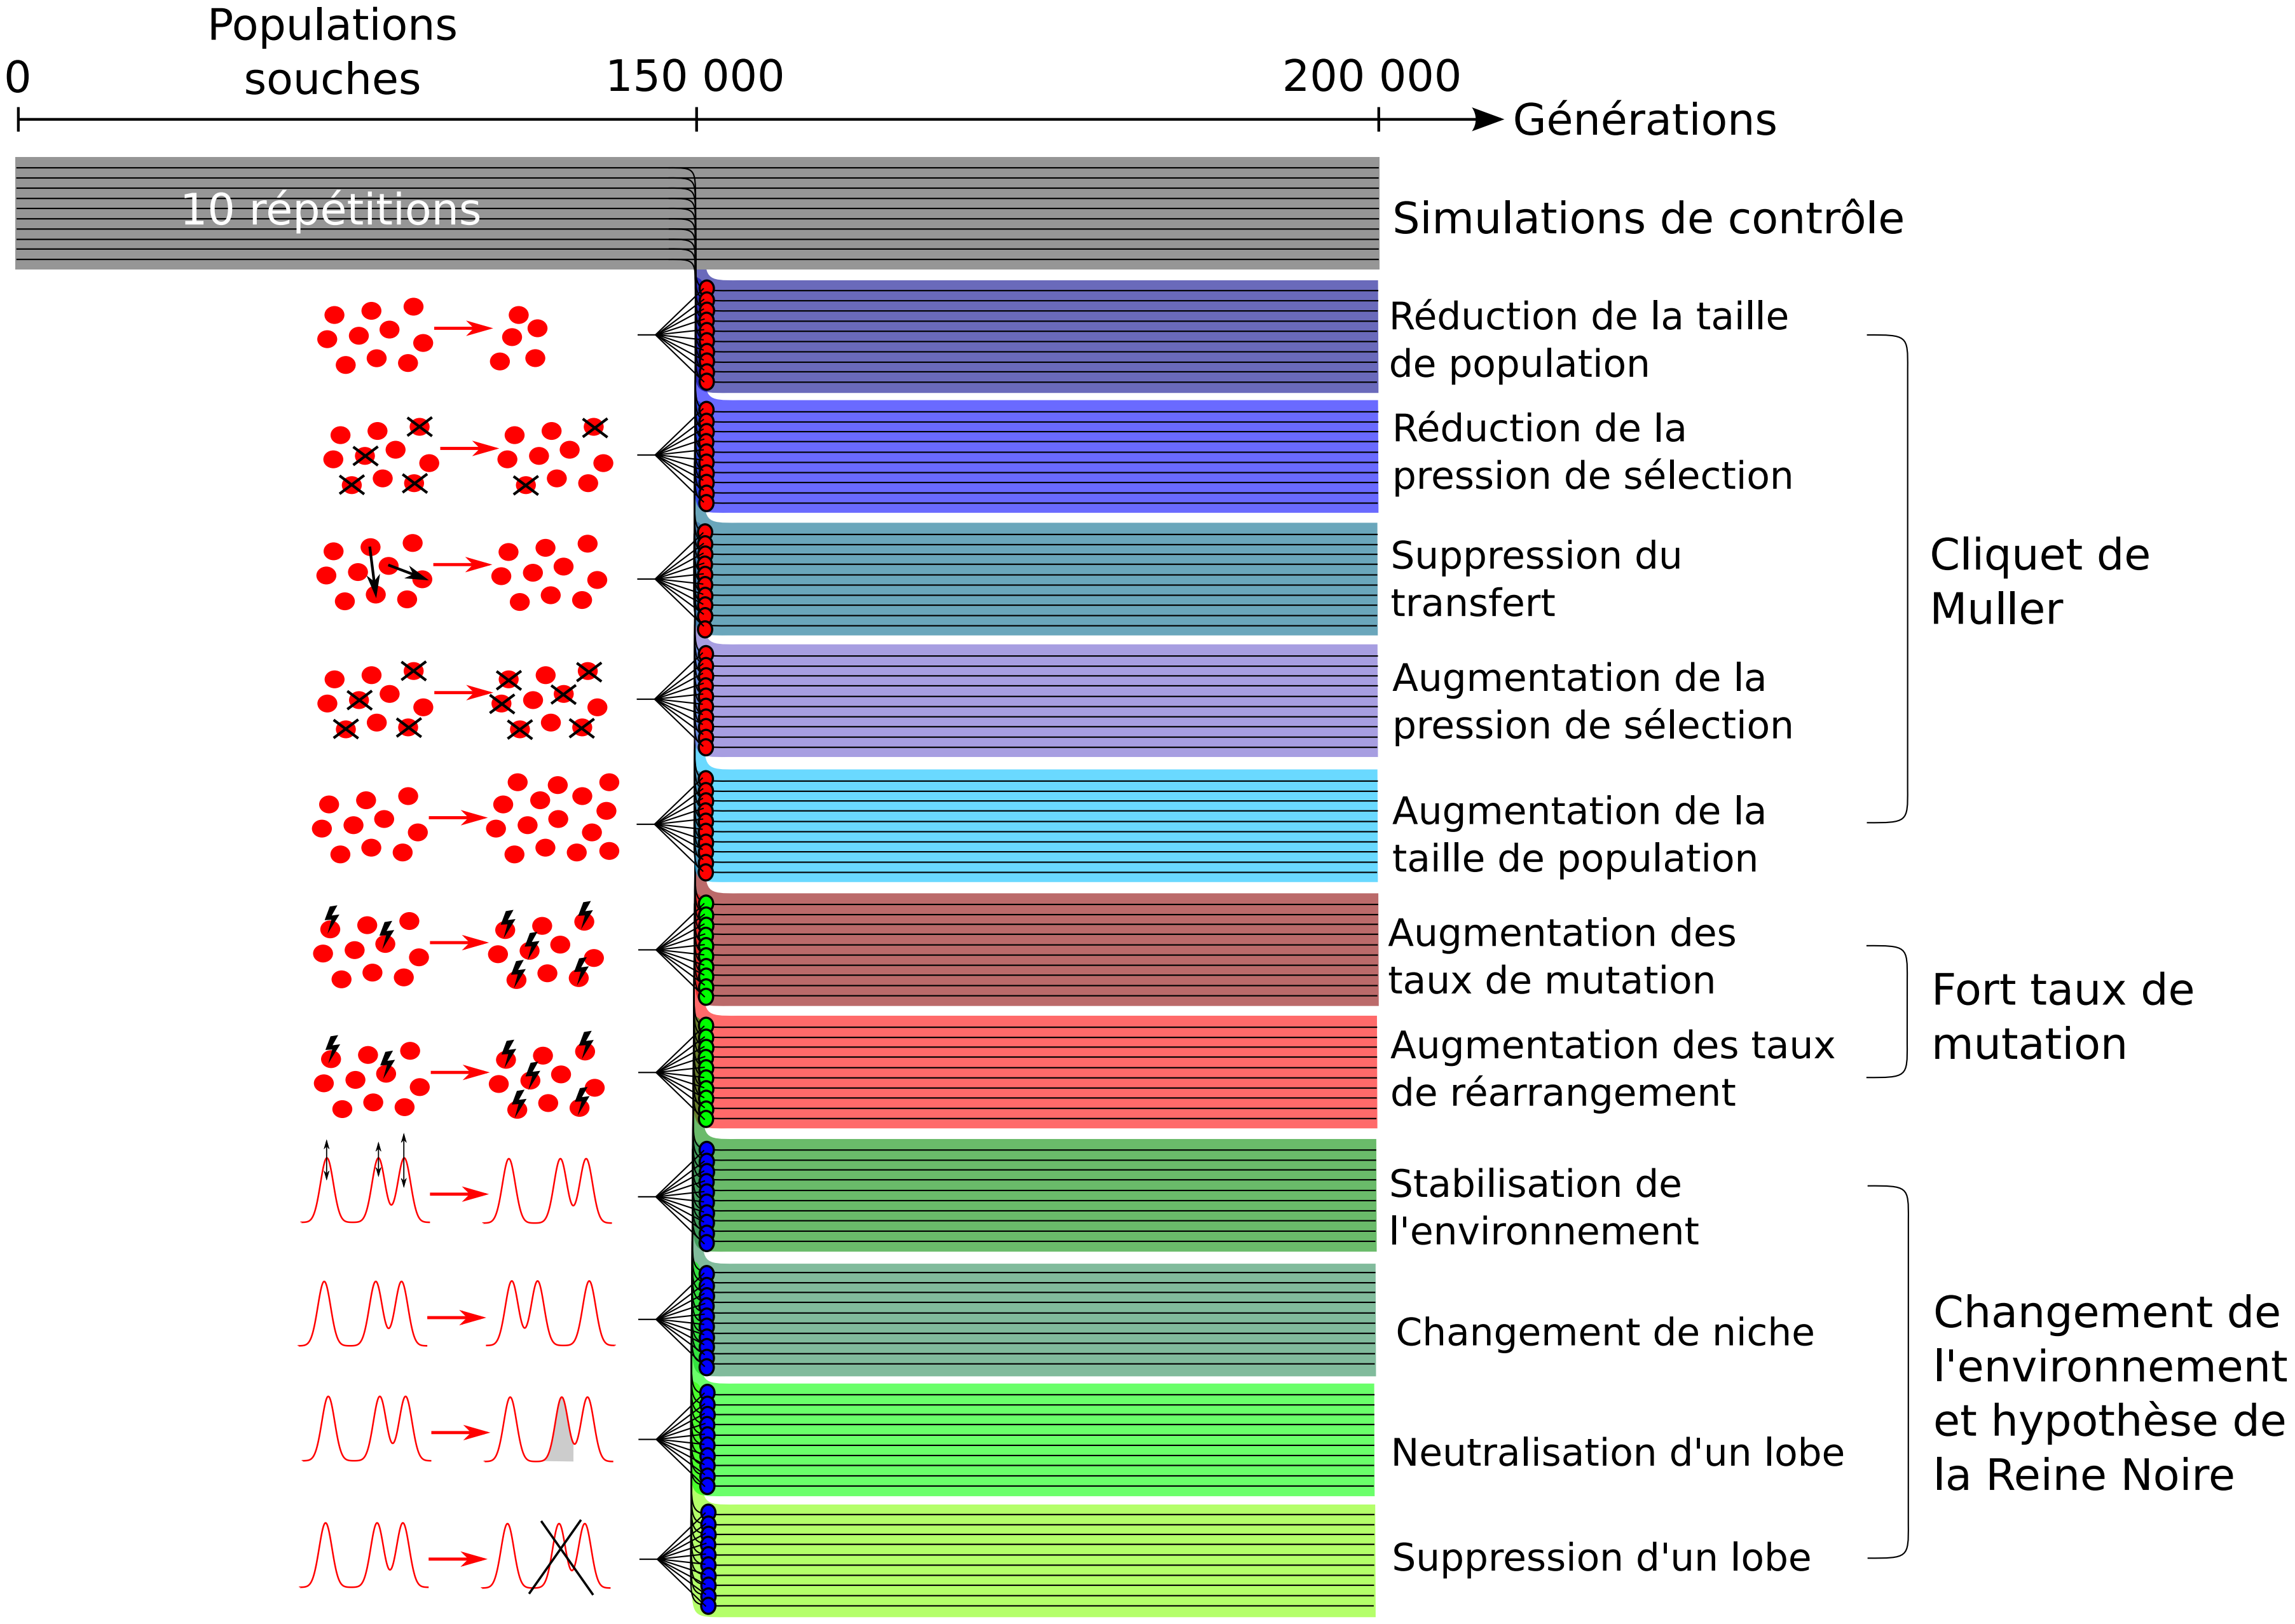 Populations
souches
0
150 000
200 000
Générations
10 répétitions
Simulations de contrôle
Réduction de la taille
de population
Réduction de la
pression de sélection
Suppression du
transfert
Augmentation de la
pression de sélection
Augmentation de la
taille de population
Cliquet de
Muller
Augmentation des
taux de mutation
Augmentation des taux
de réarrangement
Fort taux de
mutation
Stabilisation de
l'environnement
Changement de niche
Neutralisation d'un lobe
Suppression d'un lobe
Changement de
l'environnement
et hypothèse de
la Reine Noire